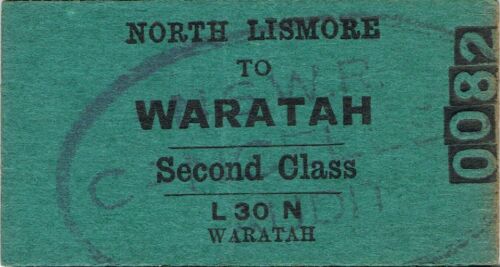 NORTH LISMORE
TO
WARATAH
Second Class
L 30 N
WARATAH
0082